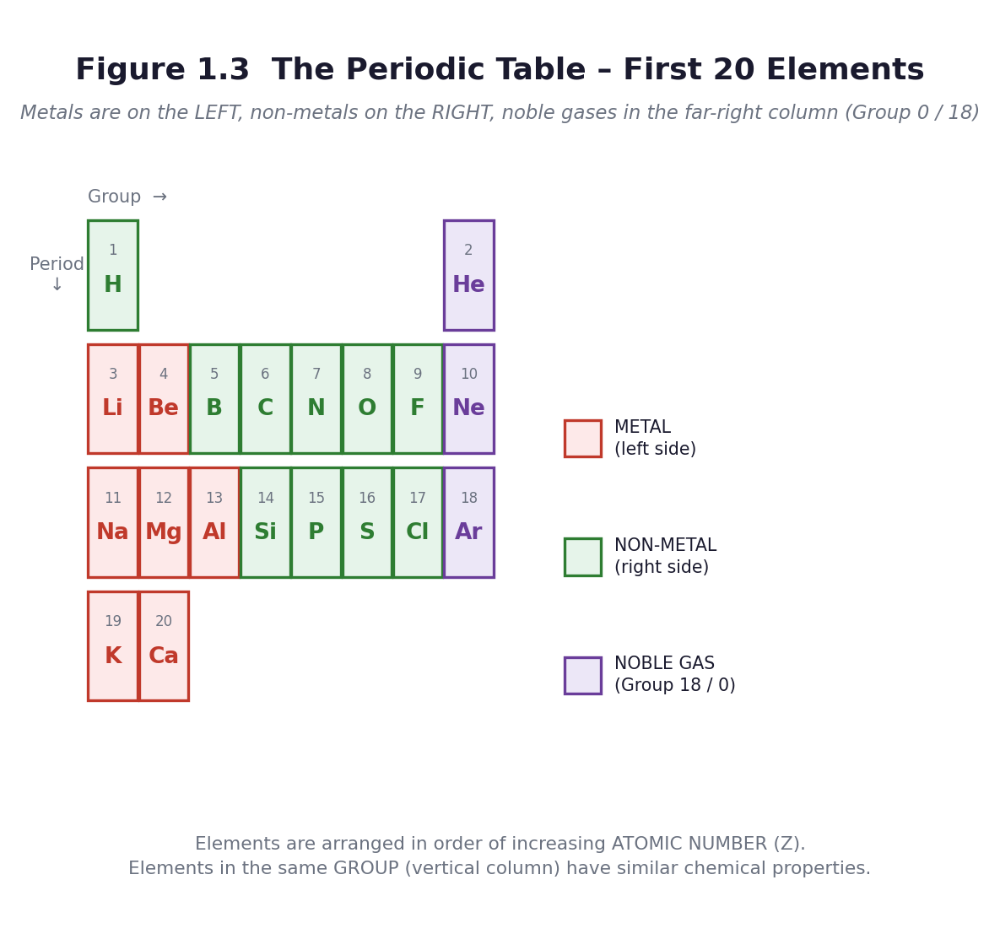 Figure 1.3  The Periodic Table – First 20 Elements
Metals are on the LEFT, non-metals on the RIGHT, noble gases in the far-right column (Group 0 / 18)
Group →
Period
↓
1 2
H He
3 4 5 6 7 8 9 10
Li Be B C N O F Ne
11 12 13 14 15 16 17 18
Na Mg Al Si P S Cl Ar
19 20
K Ca
METAL
(left side)
NON-METAL
(right side)
NOBLE GAS
(Group 18 / 0)
Elements are arranged in order of increasing ATOMIC NUMBER (Z).
Elements in the same GROUP (vertical column) have similar chemical properties.